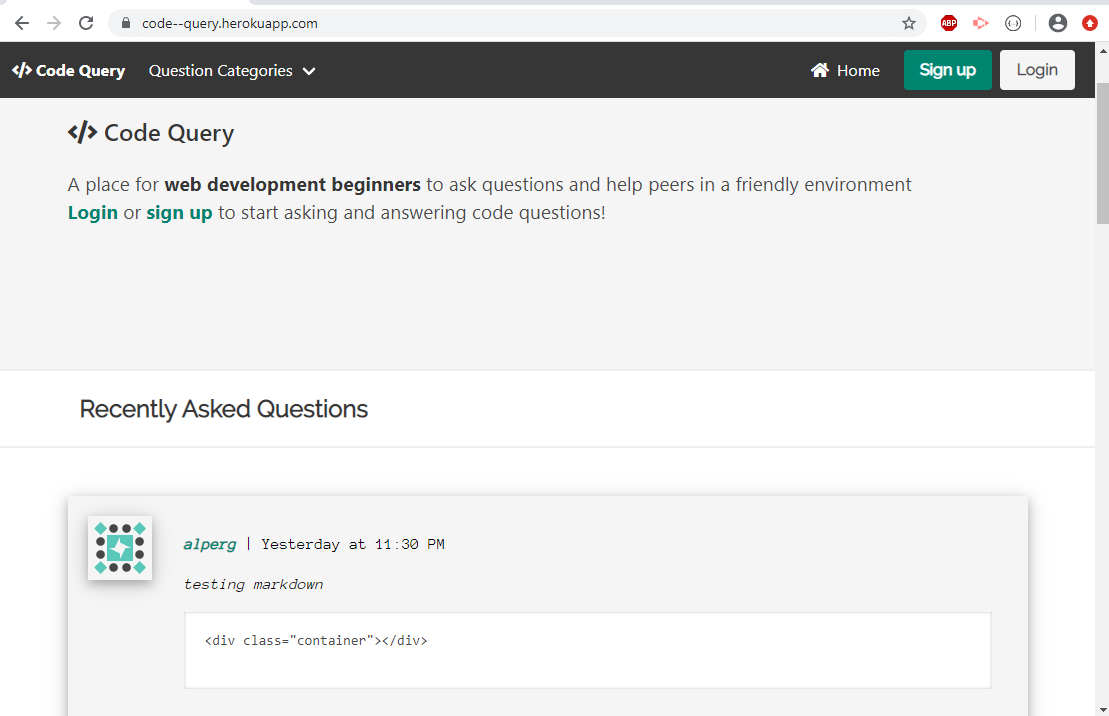 code--query.herokuapp.com
ABP
</> Code Query Question Categories Home Sign up Login
</> Code Query
A place for web development beginners to ask questions and help peers in a friendly environment
Login or sign up to start asking and answering code questions!
Recently Asked Questions
alperg | Yesterday at 11:30 PM
testing markdown
<div class="container"></div>